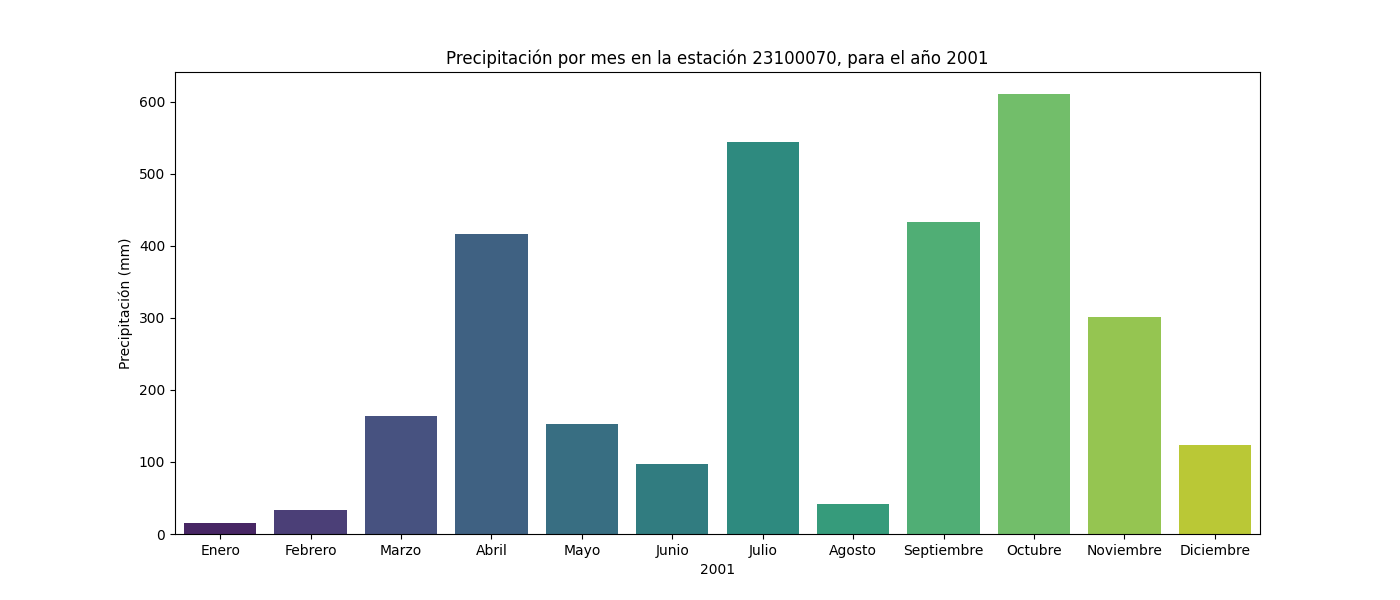 Precipitación por mes en la estación 23100070, para el año 2001
Precipitación (mm)
600
500
400
300
200
100
0
Enero Febrero Marzo Abril Mayo Junio Julio Agosto Septiembre Octubre Noviembre Diciembre
2001